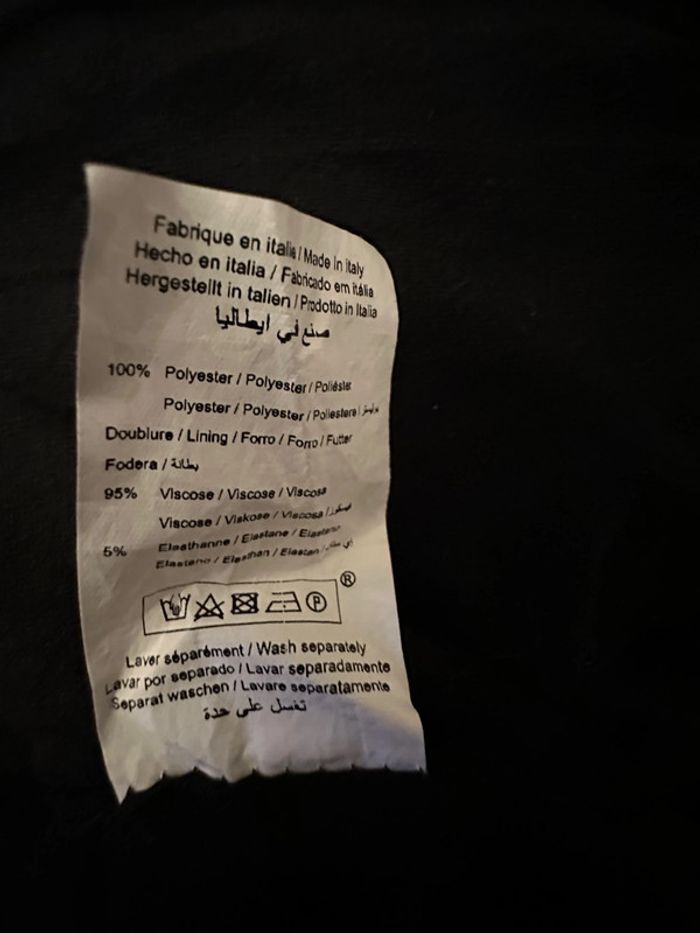 Fabrique en italie / Made In Italy
Hecho en italia / Fabricado em itália
Hergestellt in talien / Prodotto in Italia
صنع في ايطاليا
100% Polyester / Polyester / Poliéster
Polyester / Polyester / Poliestere /
Doublure / Lining / Forro / Forro / Futter
Fodera / بطانة
95% Viscose / Viscose / Viscosa
Viscose / Viskose / Viscosa /
5% Elasthanne / Elastane /
Elastano / Elasthan / Elastan /
®
P
Laver séparément / Wash separately
Lavar por separado / Lavar separadamente
Separat waschen / Lavare separatamente
تغسل على حدة